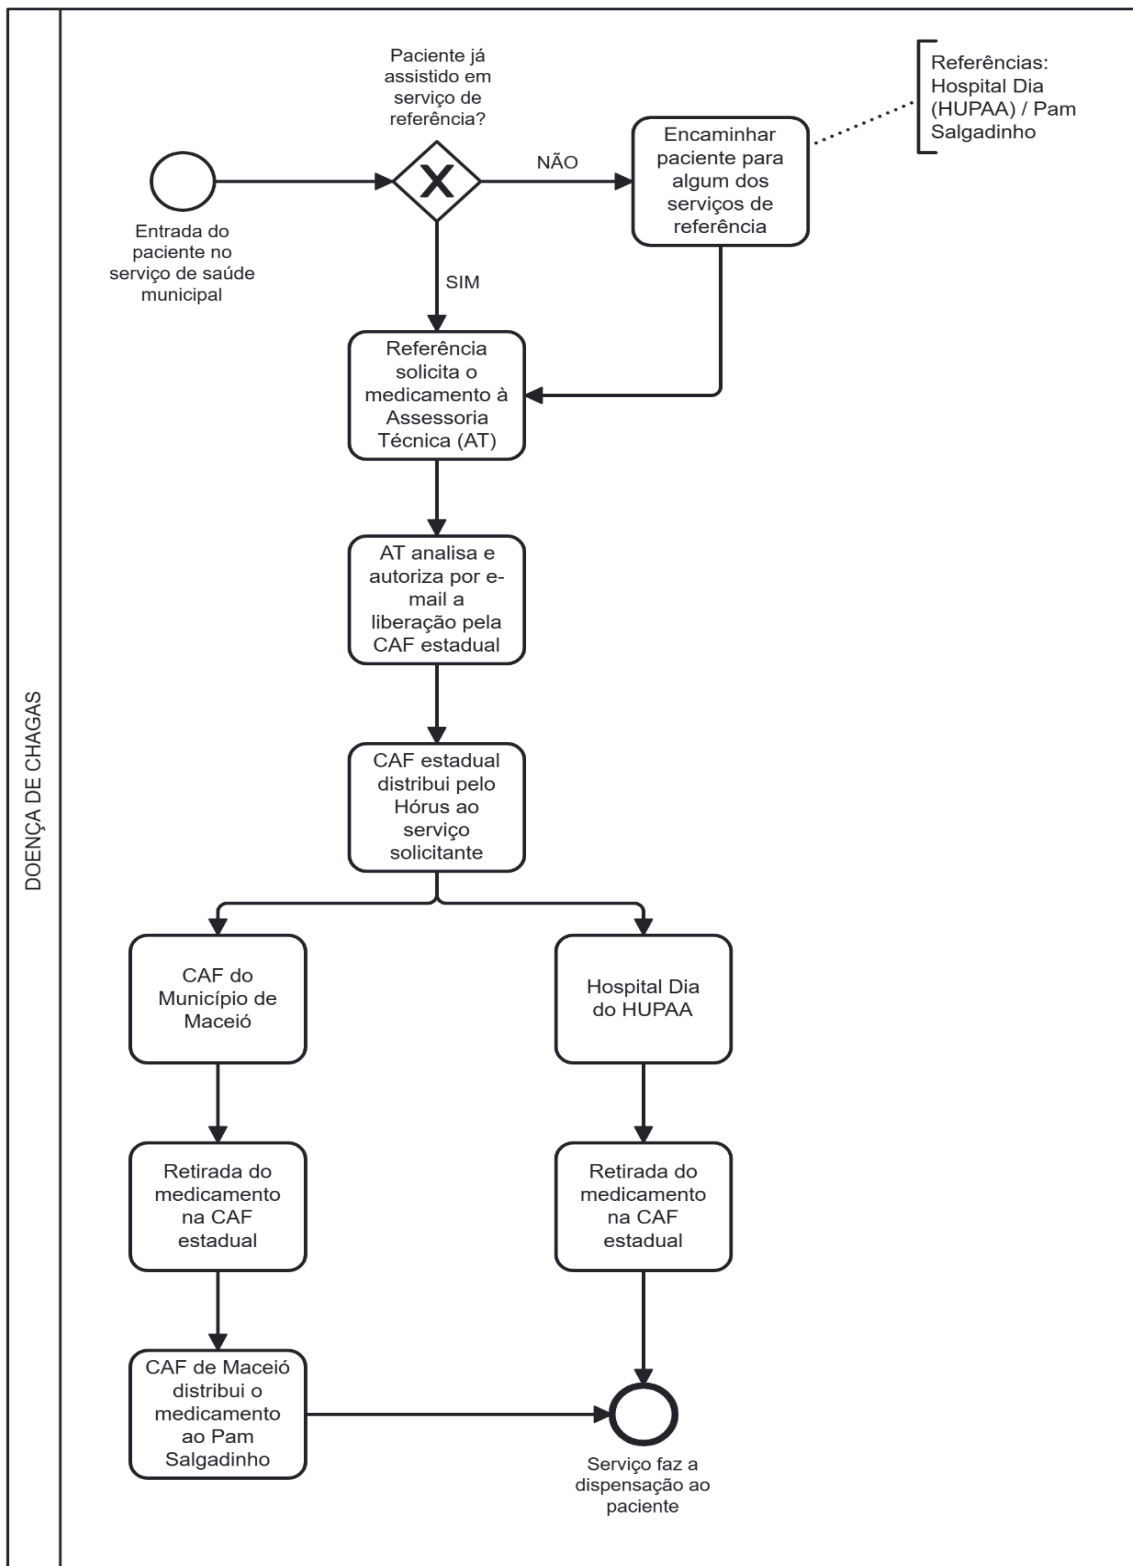 DOENÇA DE CHAGAS
Paciente já
assistido em
serviço de
referência?
Referências:
Hospital Dia
(HUPAA) / Pam
Salgadinho
Entrada do
paciente no
serviço de saúde
municipal
NÃO
Encaminhar
paciente para
algum dos
serviços de
referência
SIM
Referência
solicita o
medicamento à
Assessoria
Técnica (AT)
AT analisa e
autoriza por e-
mail a
liberação pela
CAF estadual
CAF estadual
distribui pelo
Hórus ao
serviço
solicitante
CAF do
Município de
Maceió
Hospital Dia
do HUPAA
Retirada do
medicamento
na CAF
estadual
Retirada do
medicamento
na CAF
estadual
CAF de Maceió
distribui o
medicamento
ao Pam
Salgadinho
Serviço faz a
dispensação ao
paciente